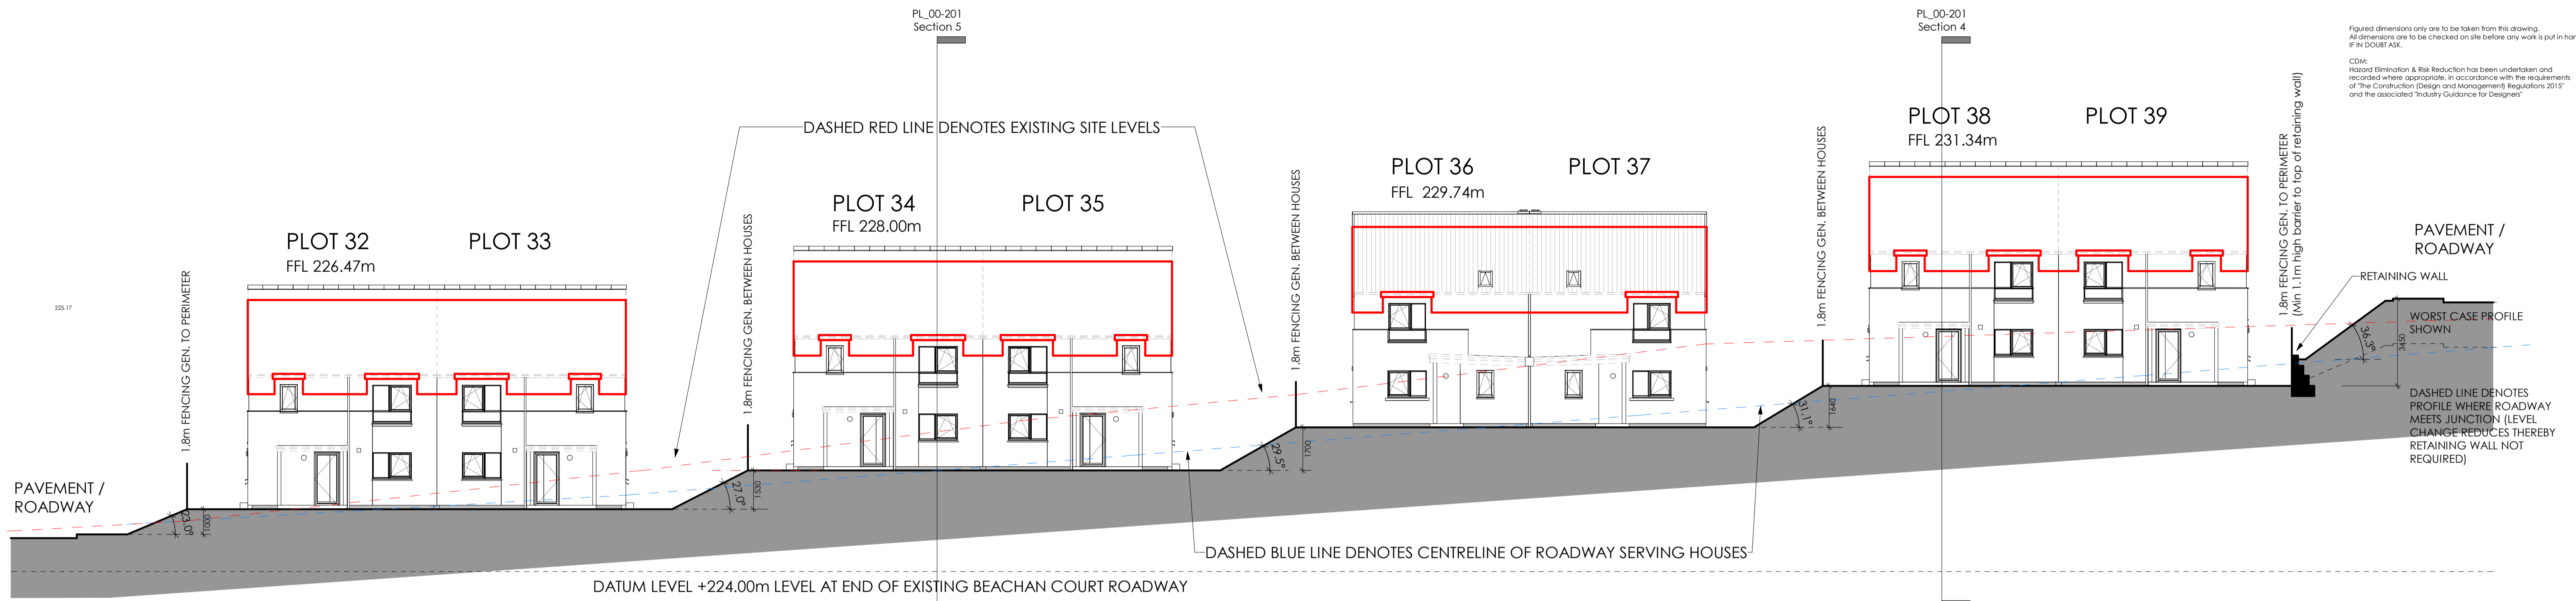 PL_00-201
Section 5
PL_00-201
Section 4
Figured dimensions only are to be taken from this drawing.
All dimensions are to be checked on site before any work is put in han
IF IN DOUBT ASK.
CDM:
Hazard Elimination & Risk Reduction has been undertaken and
recorded where appropriate, in accordance with the requirements
of "The Construction (Design and Management) Regulations 2015"
and the associated "Industry Guidance for Designers"
DASHED RED LINE DENOTES EXISTING SITE LEVELS
PLOT 32
FFL 226.47m
PLOT 33
PLOT 34
FFL 228.00m
PLOT 35
PLOT 36
FFL 229.74m
PLOT 37
PLOT 38
FFL 231.34m
PLOT 39
225.17
1.8m FENCING GEN. TO PERIMETER
1.8m FENCING GEN. BETWEEN HOUSES
1.8m FENCING GEN. BETWEEN HOUSES
1.8m FENCING GEN. BETWEEN HOUSES
1.8m FENCING GEN. TO PERIMETER
(Min 1.1m high barrier to top of retaining wall)
PAVEMENT /
ROADWAY
RETAINING WALL
WORST CASE PROFILE
SHOWN
36.3°
3450
DASHED LINE DENOTES
PROFILE WHERE ROADWAY
MEETS JUNCTION (LEVEL
CHANGE REDUCES THEREBY
RETAINING WALL NOT
REQUIRED)
PAVEMENT /
ROADWAY
23.0°
1000
27.0°
1530
29.5°
1700
31.1°
1640
DASHED BLUE LINE DENOTES CENTRELINE OF ROADWAY SERVING HOUSES
DATUM LEVEL +224.00m LEVEL AT END OF EXISTING BEACHAN COURT ROADWAY